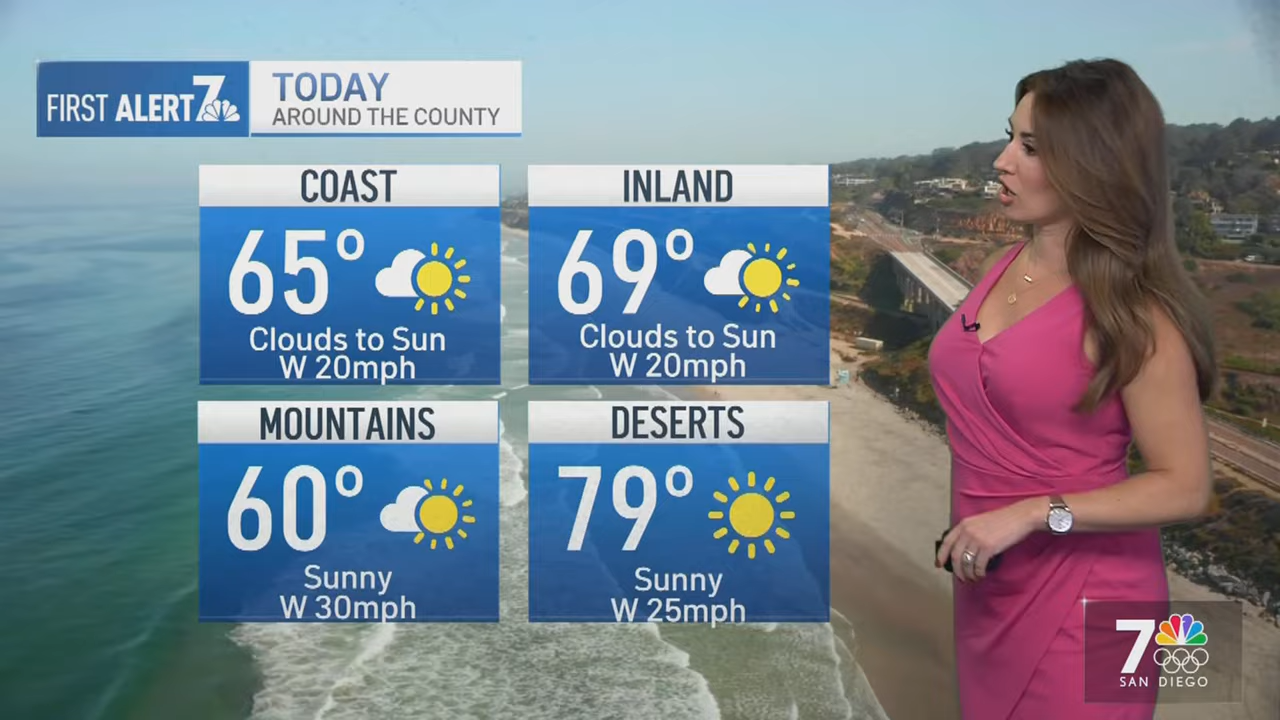 FIRST ALERT 7
TODAY
AROUND THE COUNTY
COAST
65°
Clouds to Sun
W 20mph
INLAND
69°
Clouds to Sun
W 20mph
MOUNTAINS
60°
Sunny
W 30mph
DESERTS
79°
Sunny
W 25mph
7
SAN DIEGO